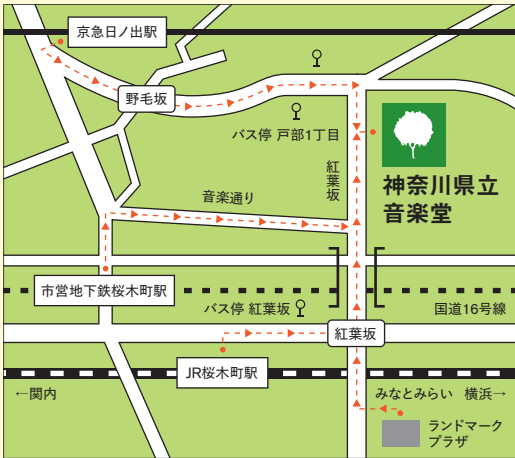 京急日ノ出駅
野毛坂
バス停 戸部1丁目
紅葉坂
神奈川県立
音楽堂
音楽通り
市営地下鉄桜木町駅
バス停 紅葉坂
国道16号線
紅葉坂
JR桜木町駅
←関内
みなとみらい 横浜→
ランドマーク
プラザ